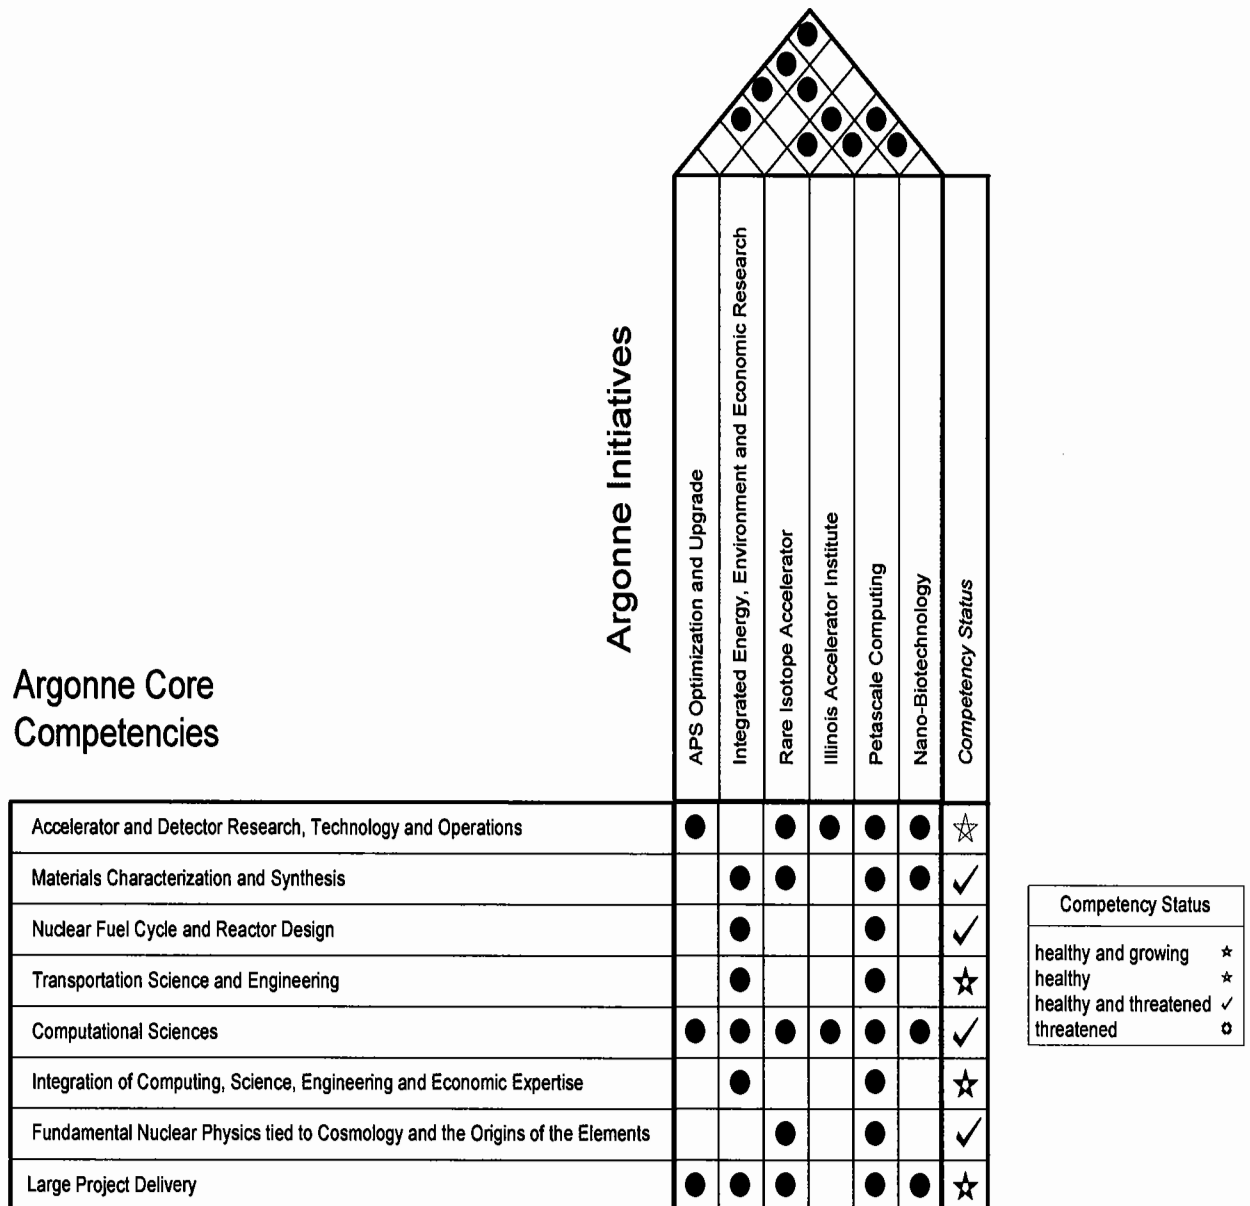 Argonne Initiatives
APS Optimization and Upgrade
Integrated Energy, Environment and Economic Research
Rare Isotope Accelerator
Illinois Accelerator Institute
Petascale Computing
Nano-Biotechnology
Competency Status
Argonne Core
Competencies
Accelerator and Detector Research, Technology and Operations
Materials Characterization and Synthesis
Nuclear Fuel Cycle and Reactor Design
Transportation Science and Engineering
Computational Sciences
Integration of Computing, Science, Engineering and Economic Expertise
Fundamental Nuclear Physics tied to Cosmology and the Origins of the Elements
Large Project Delivery
Competency Status
healthy and growing
healthy
healthy and threatened
threatened